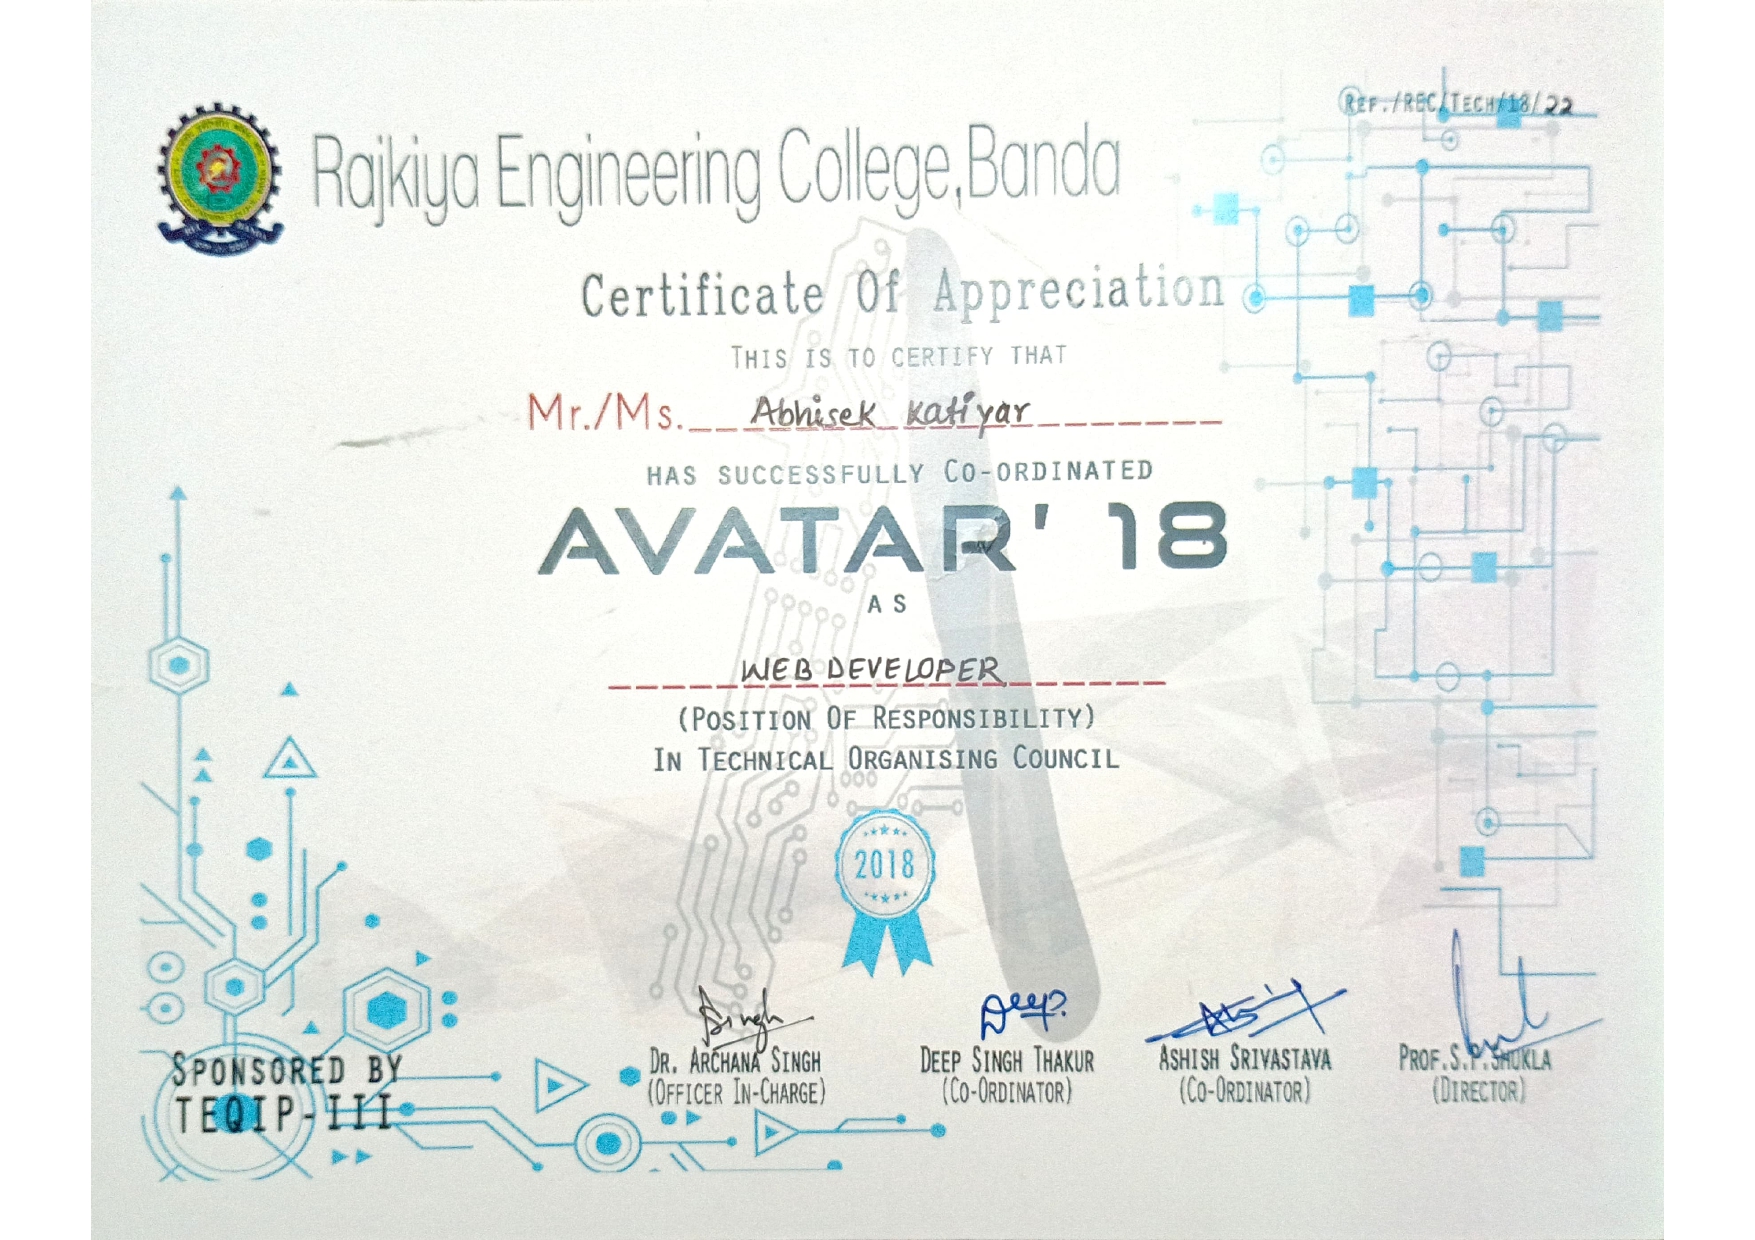 REF./REC/TECH/18/22
Rajkiya Engineering College,Banda
Certificate Of Appreciation
THIS IS TO CERTIFY THAT
Mr./Ms. Abhisek Katiyar
HAS SUCCESSFULLY CO-ORDINATED
AVATAR' 18
AS
WEB DEVELOPER
(POSITION OF RESPONSIBILITY)
IN TECHNICAL ORGANISING COUNCIL
2018
Singh
Deep
DR. ARCHANA SINGH
(OFFICER IN-CHARGE)
DEEP SINGH THAKUR
(CO-ORDINATOR)
ASHISH SRIVASTAVA
(CO-ORDINATOR)
PROF.S.P.SHUKLA
(DIRECTOR)
SPONSORED BY
TEQIP-III